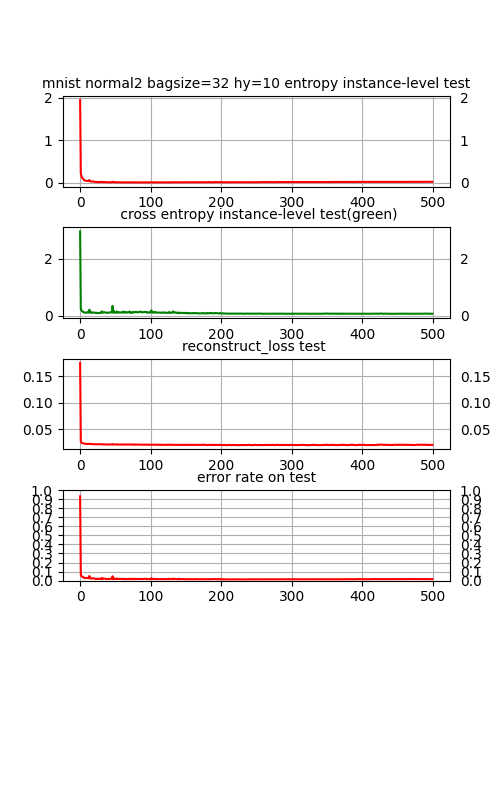 mnist normal2 bagsize=32 hy=10 entropy instance-level test
2 2
1 1
0 0
0 100 200 300 400 500
cross entropy instance-level test(green)
2 2
0 0
0 100 200 300 400 500
reconstruct_loss test
0.15 0.15
0.10 0.10
0.05 0.05
0 100 200 300 400 500
error rate on test
1.0 1.0
0.9 0.9
0.8 0.8
0.7 0.7
0.6 0.6
0.5 0.5
0.4 0.4
0.3 0.3
0.2 0.2
0.1 0.1
0.0 0.0
0 100 200 300 400 500